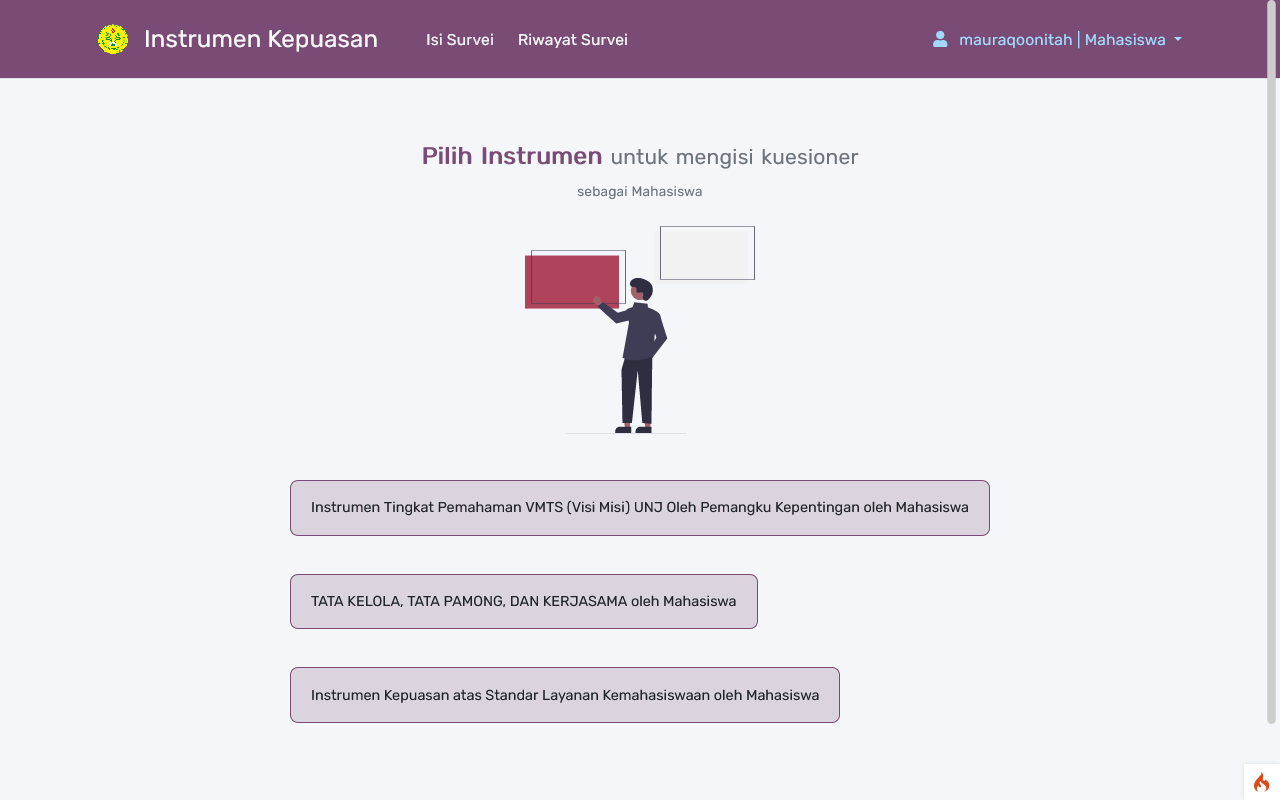 Instrumen Kepuasan
Isi Survei
Riwayat Survei
mauraqoonitah | Mahasiswa
Pilih Instrumen untuk mengisi kuesioner
sebagai Mahasiswa
Instrumen Tingkat Pemahaman VMTS (Visi Misi) UNJ Oleh Pemangku Kepentingan oleh Mahasiswa
TATA KELOLA, TATA PAMONG, DAN KERJASAMA oleh Mahasiswa
Instrumen Kepuasan atas Standar Layanan Kemahasiswaan oleh Mahasiswa